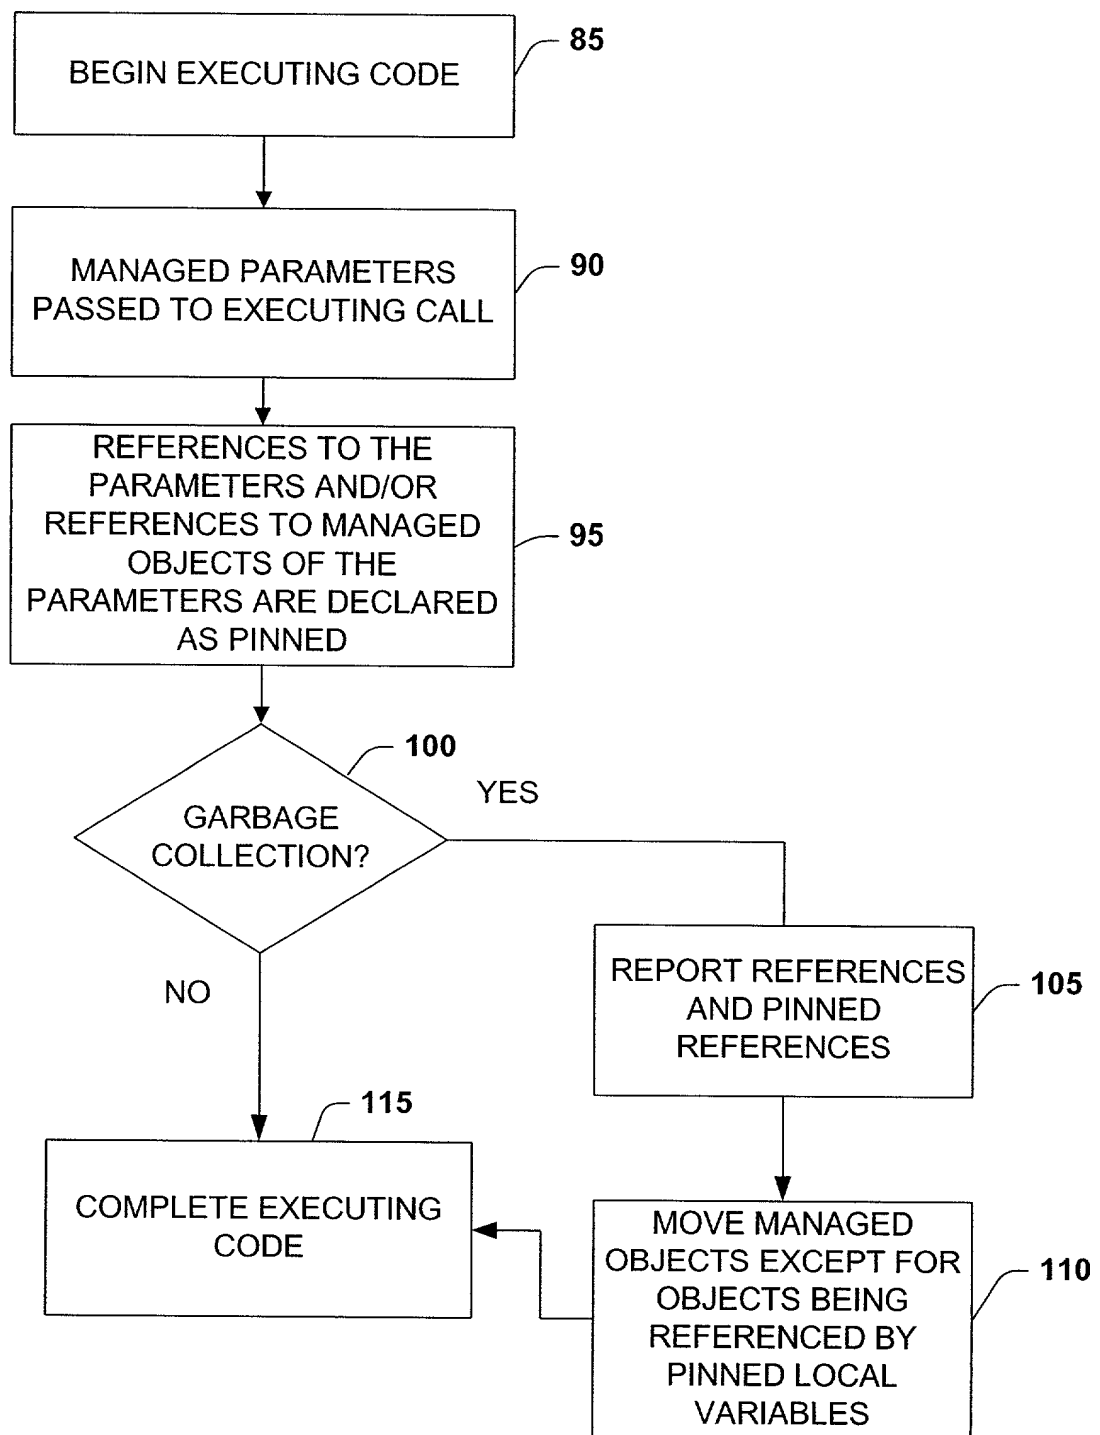 BEGIN EXECUTING CODE
85
MANAGED PARAMETERS
PASSED TO EXECUTING CALL
90
REFERENCES TO THE
PARAMETERS AND/OR
REFERENCES TO MANAGED
OBJECTS OF THE
PARAMETERS ARE DECLARED
AS PINNED
95
100
GARBAGE
COLLECTION?
YES
NO
REPORT REFERENCES
AND PINNED
REFERENCES
105
115
COMPLETE EXECUTING
CODE
MOVE MANAGED
OBJECTS EXCEPT FOR
OBJECTS BEING
REFERENCED BY
PINNED LOCAL
VARIABLES
110